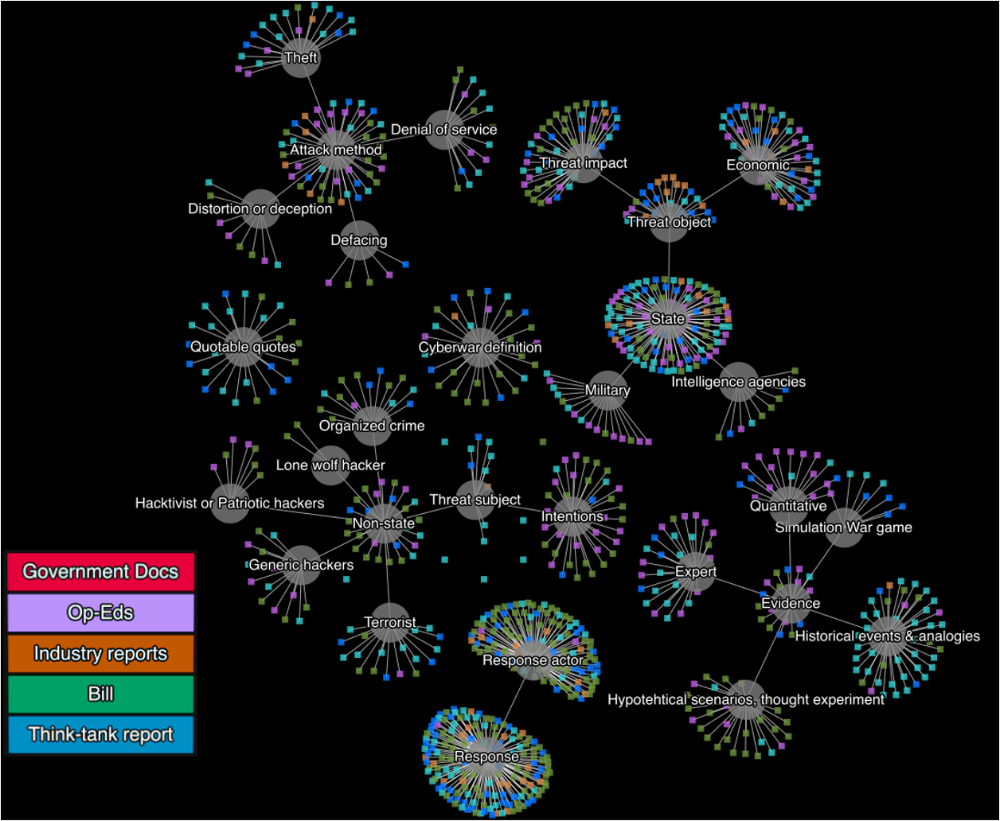 Theft
Denial of service
Attack method
Threat impact
Economic
Distortion or deception
Threat object
Defacing
State
Quotable quotes
Cyberwar definition
Military
Intelligence agencies
Organized crime
Lone wolf hacker
Hacktivist or Patriotic hackers
Threat subject
Non-state
Intentions
Quantitative
Simulation War game
Generic hackers
Expert
Evidence
Terrorist
Historical events & analogies
Response actor
Hypotehtical scenarios, thought experiment
Response
Government Docs
Op-Eds
Industry reports
Bill
Think-tank report